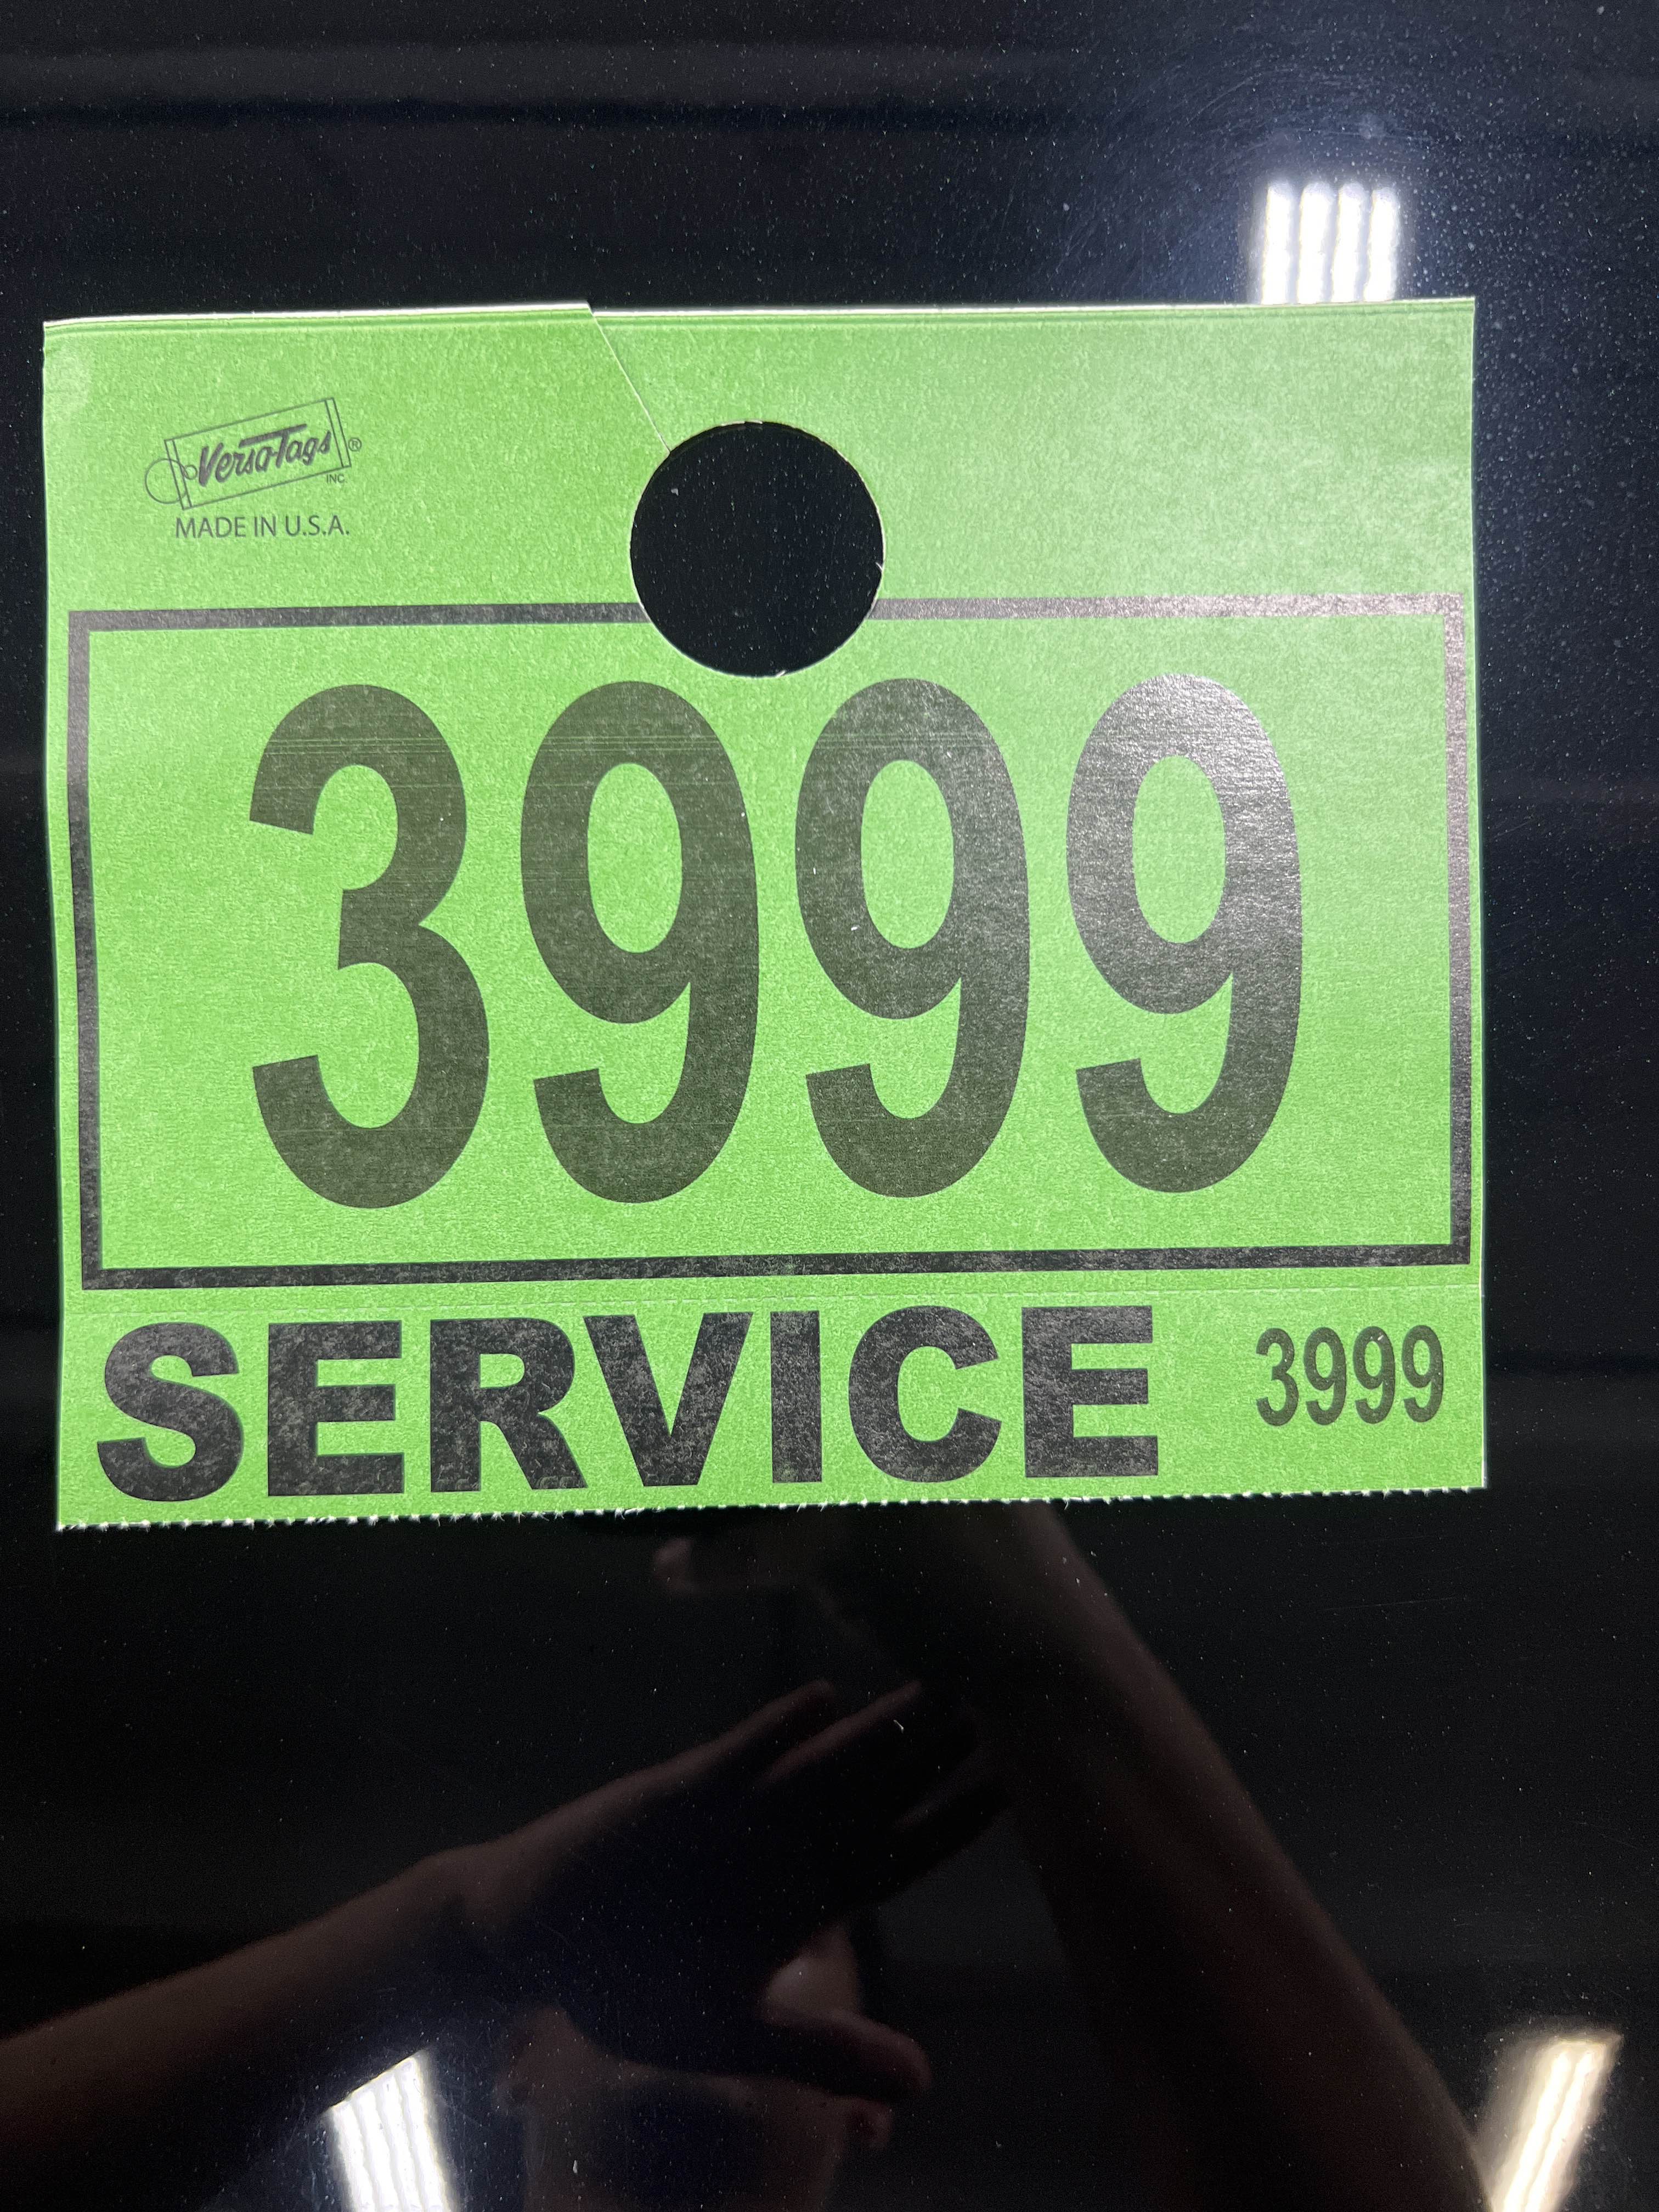 Versa-Tags®
INC.
MADE IN U.S.A.
3999
SERVICE 3999